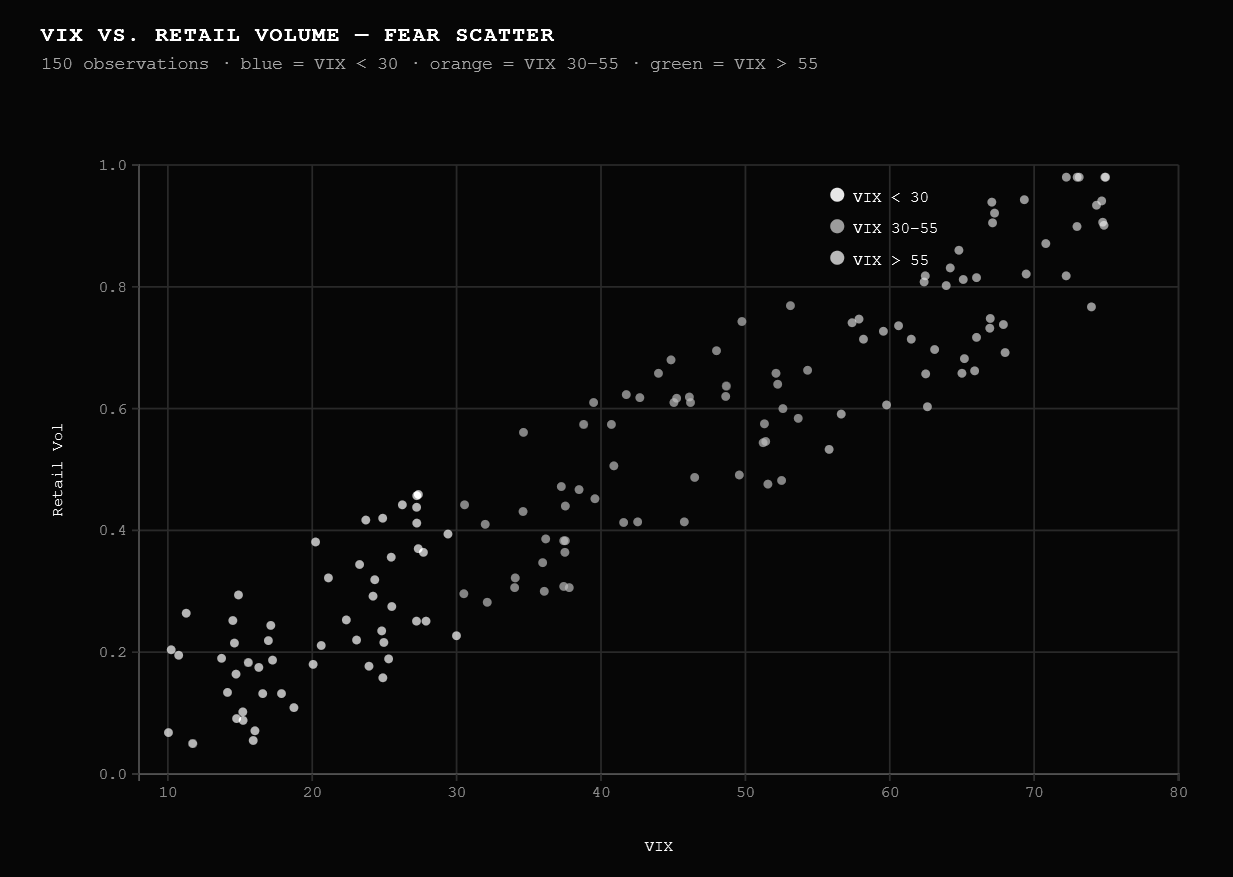 VIX VS. RETAIL VOLUME — FEAR SCATTER
150 observations · blue = VIX < 30 · orange = VIX 30–55 · green = VIX > 55
1.0
VIX < 30
VIX 30–55
VIX > 55
0.8
0.6
Retail Vol
0.4
0.2
0.0
10 20 30 40 50 60 70 80
VIX